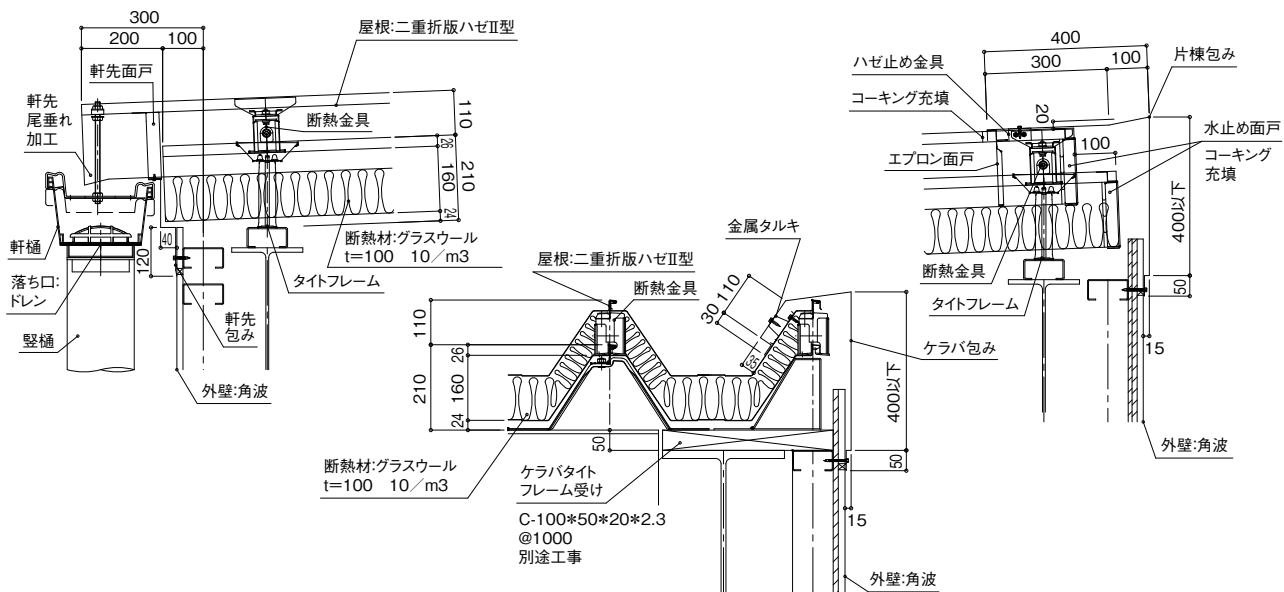 300
200
100
屋根:二重折版ハゼⅡ型
軒先面戸
軒先
尾垂れ
加工
断熱金具
110
26
160
24
210
軒樋
40
120
断熱材:グラスウール
t=100 10/m3
落ち口:
ドレン
タイトフレーム
竪樋
軒先
包み
外壁:角波
屋根:二重折版ハゼⅡ型
断熱金具
金属タルキ
110
30
35
110
26
160
24
210
50
ケラバ包み
400以下
50
15
断熱材:グラスウール
t=100 10/m3
ケラバタイト
フレーム受け
C-100*50*20*2.3
@1000
別途工事
外壁:角波
400
300
100
ハゼ止め金具
片棟包み
コーキング充填
20
水止め面戸
エプロン面戸
100
コーキング
充填
400以下
断熱金具
50
タイトフレーム
15
外壁:角波